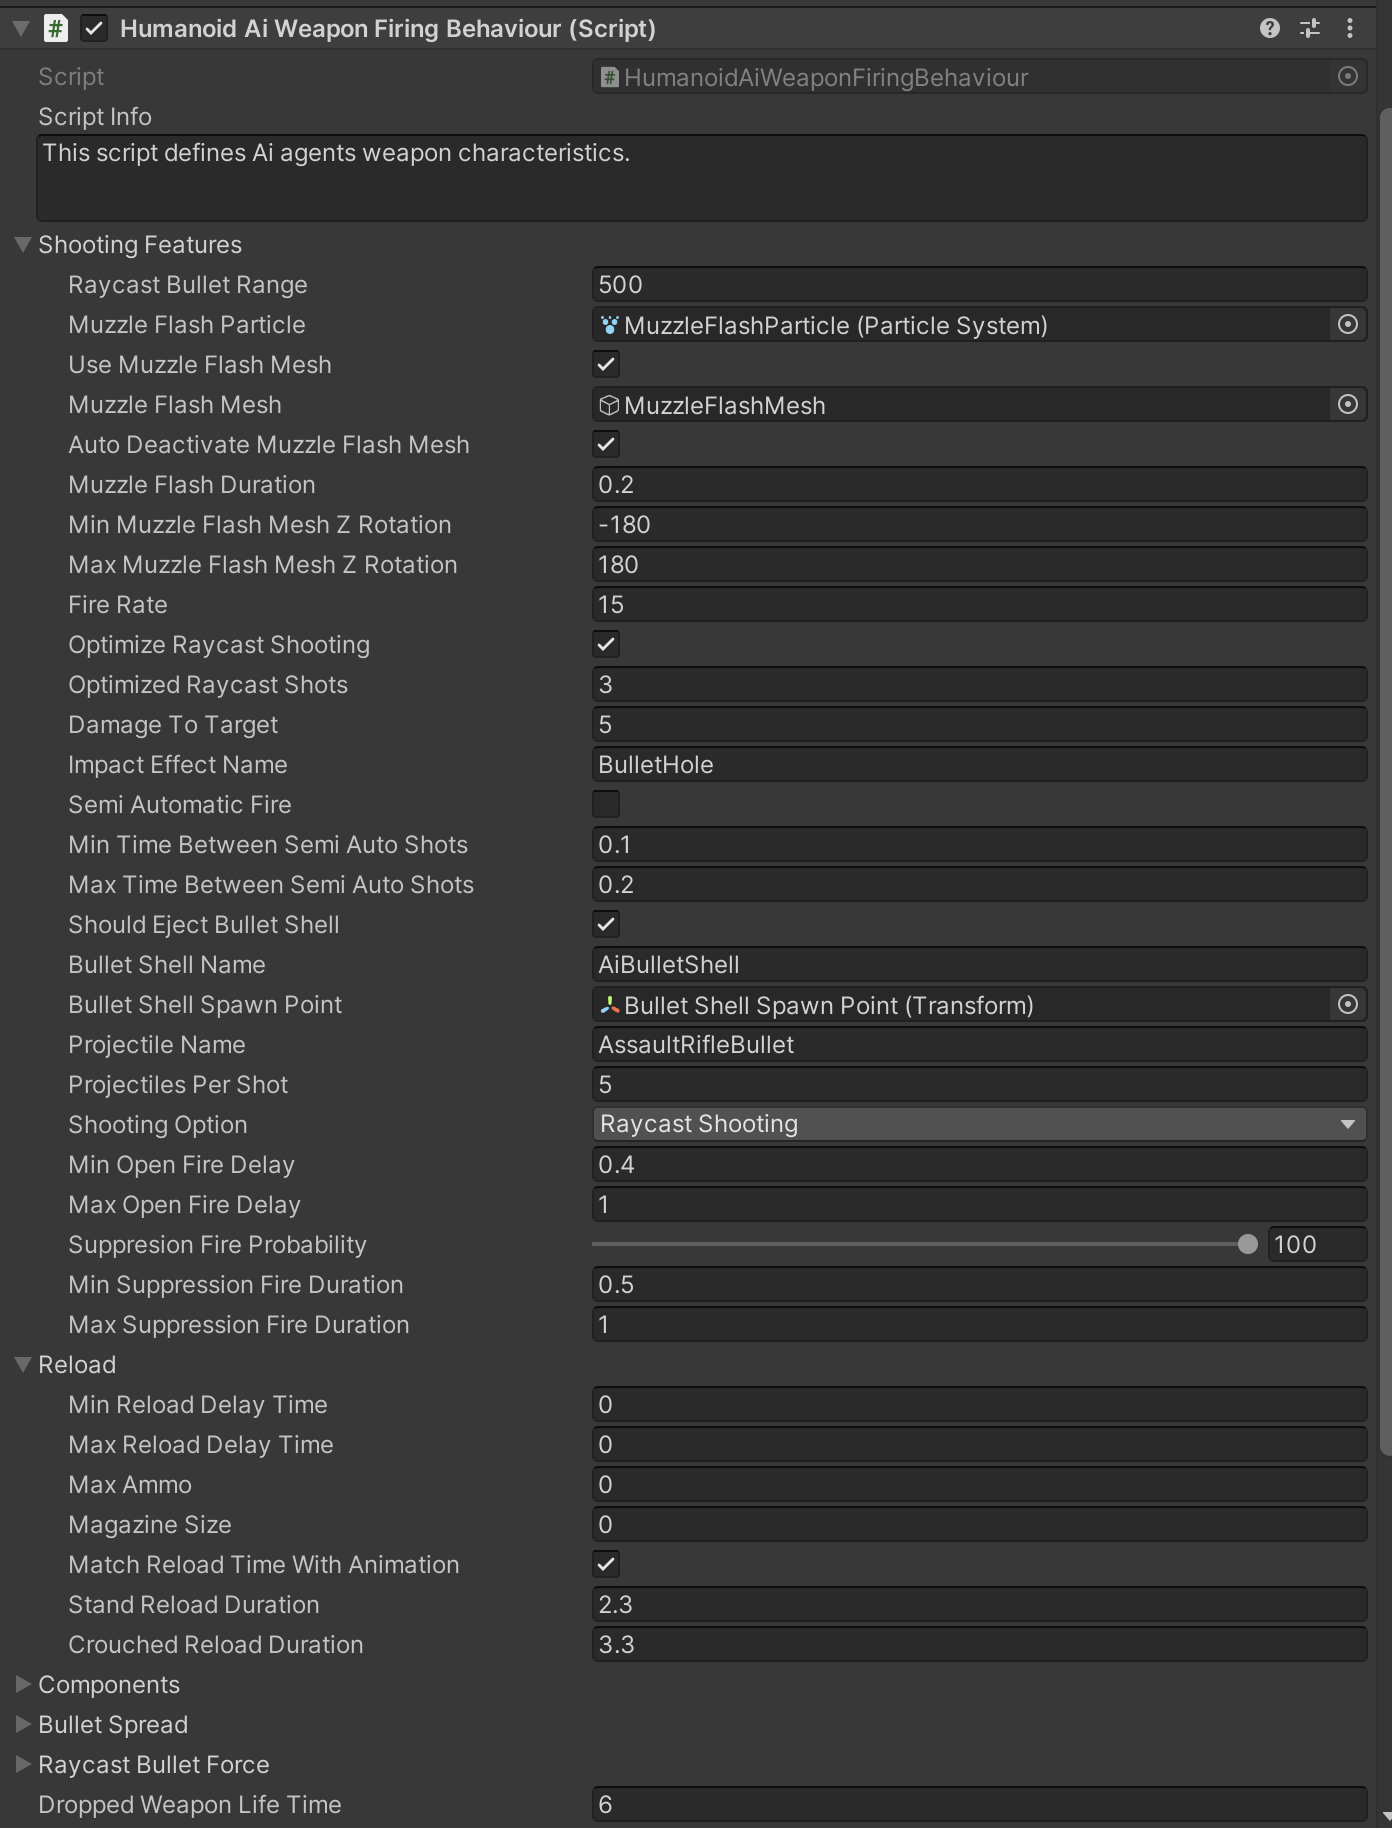 Humanoid Ai Weapon Firing Behaviour (Script)
Script HumanoidAiWeaponFiringBehaviour
Script Info
This script defines Ai agents weapon characteristics.
Shooting Features
Raycast Bullet Range 500
Muzzle Flash Particle MuzzleFlashParticle (Particle System)
Use Muzzle Flash Mesh
Muzzle Flash Mesh MuzzleFlashMesh
Auto Deactivate Muzzle Flash Mesh
Muzzle Flash Duration 0.2
Min Muzzle Flash Mesh Z Rotation -180
Max Muzzle Flash Mesh Z Rotation 180
Fire Rate 15
Optimize Raycast Shooting
Optimized Raycast Shots 3
Damage To Target 5
Impact Effect Name BulletHole
Semi Automatic Fire
Min Time Between Semi Auto Shots 0.1
Max Time Between Semi Auto Shots 0.2
Should Eject Bullet Shell
Bullet Shell Name AiBulletShell
Bullet Shell Spawn Point Bullet Shell Spawn Point (Transform)
Projectile Name AssaultRifleBullet
Projectiles Per Shot 5
Shooting Option Raycast Shooting
Min Open Fire Delay 0.4
Max Open Fire Delay 1
Suppresion Fire Probability 100
Min Suppression Fire Duration 0.5
Max Suppression Fire Duration 1
Reload
Min Reload Delay Time 0
Max Reload Delay Time 0
Max Ammo 0
Magazine Size 0
Match Reload Time With Animation
Stand Reload Duration 2.3
Crouched Reload Duration 3.3
Components
Bullet Spread
Raycast Bullet Force
Dropped Weapon Life Time 6